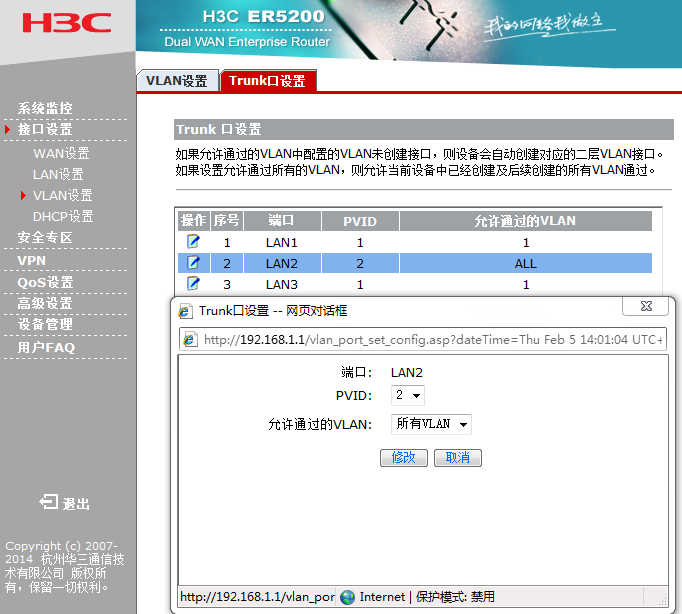 H3C
H3C ER5200
Dual WAN Enterprise Router
我的网络我做主
VLAN设置
Trunk口设置
系统监控
接口设置
WAN设置
LAN设置
VLAN设置
DHCP设置
安全专区
VPN
QoS设置
高级设置
设备管理
用户FAQ
退出
Copyright (c) 2007-
2014 杭州华三通信技
术有限公司 版权所
有，保留一切权利。
Trunk 口设置
如果允许通过的VLAN中配置的VLAN未创建接口，则设备会自动创建对应的二层VLAN接口。
如果设置允许通过所有的VLAN，则允许当前设备中已经创建及后续创建的所有VLAN通过。
操作 序号 端口 PVID 允许通过的VLAN
1 LAN1 1 1
2 LAN2 2 ALL
3 LAN3 1 1
Trunk口设置 -- 网页对话框
http://192.168.1.1/vlan_port_set_config.asp?dateTime=Thu Feb 5 14:01:04 UTC+
端口： LAN2
PVID: 2
允许通过的VLAN: 所有VLAN
修改 取消
http://192.168.1.1/vlan_por Internet | 保护模式: 禁用